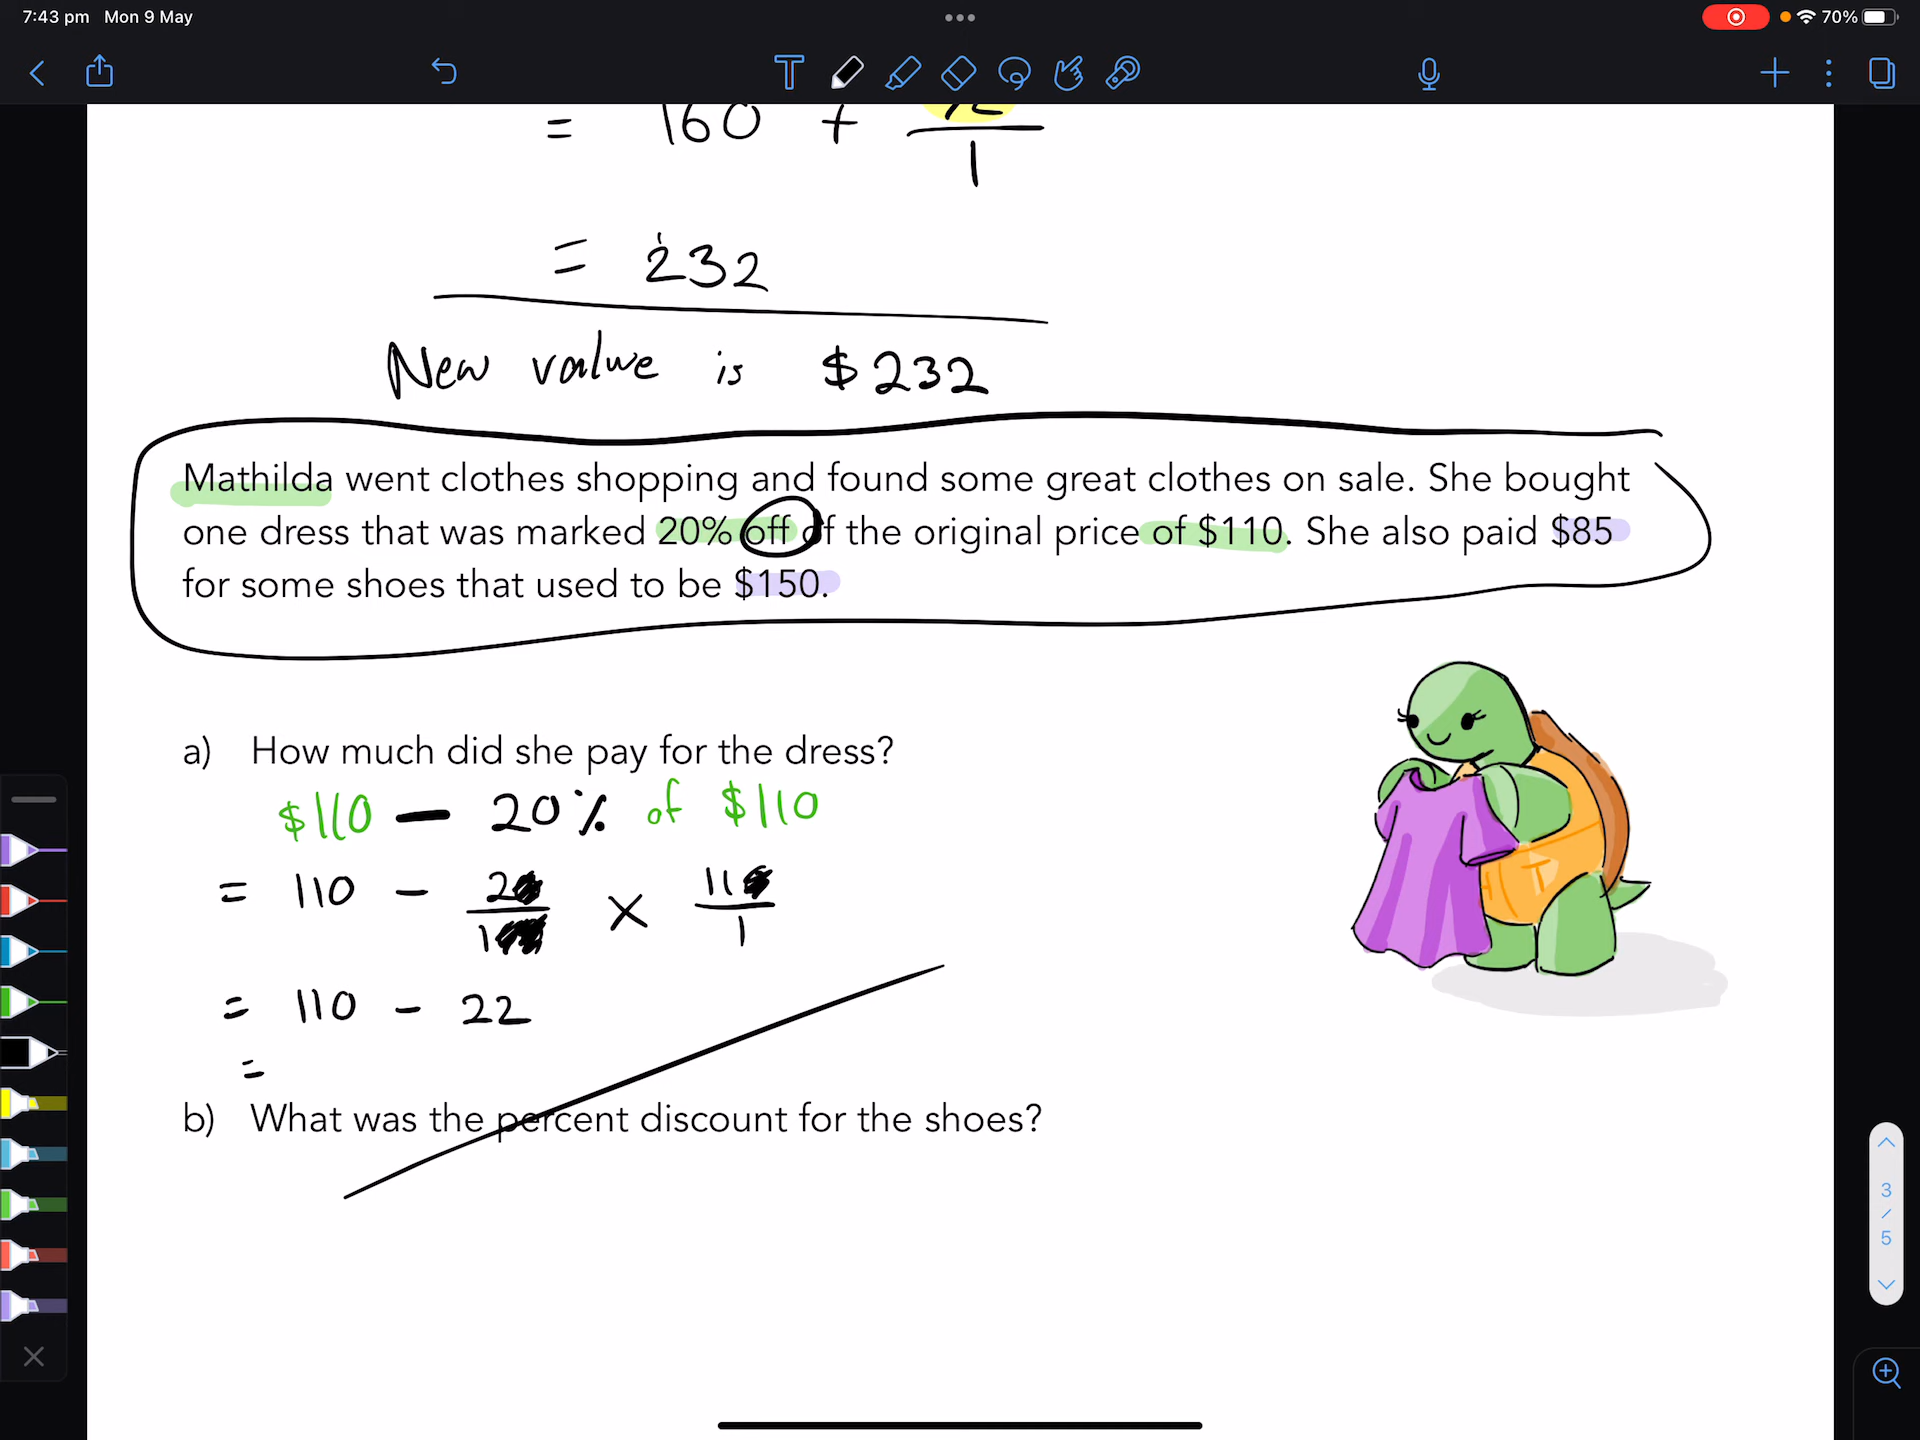 7:43 pm Mon 9 May
70%
= 160 +
1
= 232
New value is $232
Mathilda went clothes shopping and found some great clothes on sale. She bought
one dress that was marked 20% off of the original price of $110. She also paid $85
for some shoes that used to be $150.
a) How much did she pay for the dress?
$110 - 20% of $110
= 110 - 20/100 × 110/1
= 110 - 22
=
b) What was the percent discount for the shoes?
3
/
5